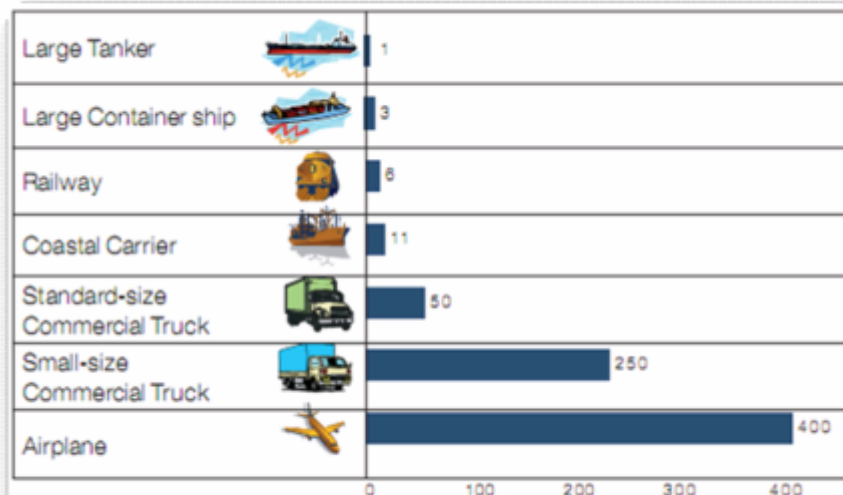 Large Tanker 1
Large Container ship 3
Railway 6
Coastal Carrier 11
Standard-size
Commercial Truck 50
Small-size
Commercial Truck 250
Airplane 400
0 100 200 300 400